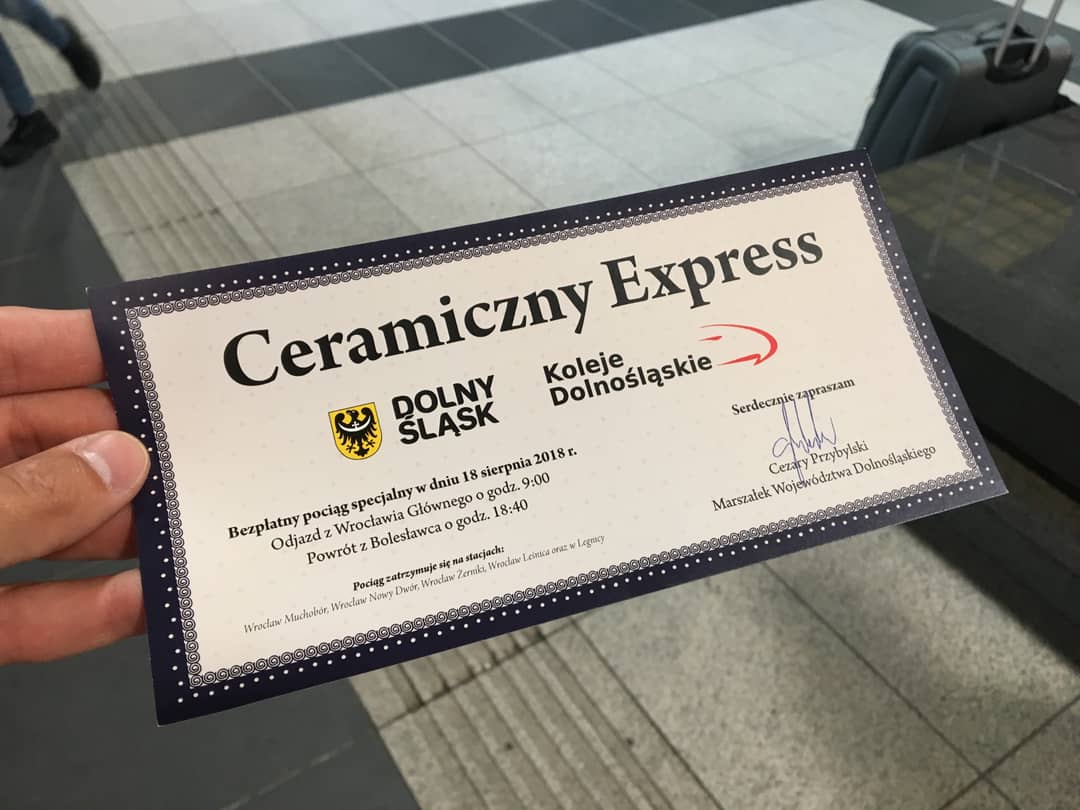 Ceramiczny Express
DOLNY
ŚLĄSK
Koleje
Dolnośląskie
Bezpłatny pociąg specjalny w dniu 18 sierpnia 2018 r.
Odjazd z Wrocławia Głównego o godz. 9:00
Powrót z Bolesławca o godz. 18:40
Pociąg zatrzymuje się na stacjach:
Wrocław Muchobór, Wrocław Nowy Dwór, Wrocław Żerniki, Wrocław Leśnica oraz w Legnicy
Serdecznie zapraszam
Cezary Przybylski
Marszałek Województwa Dolnośląskiego